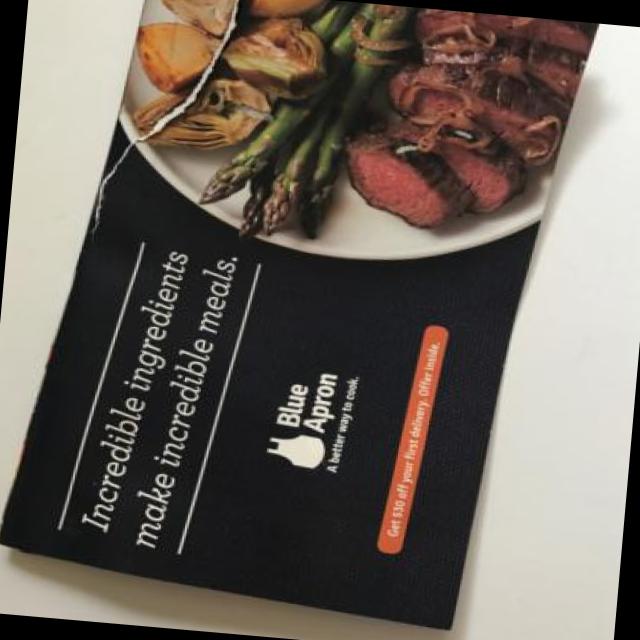 Incredible ingredients
make incredible meals.
Blue
Apron
A better way to cook.
Get $30 off your first delivery. Offer inside.